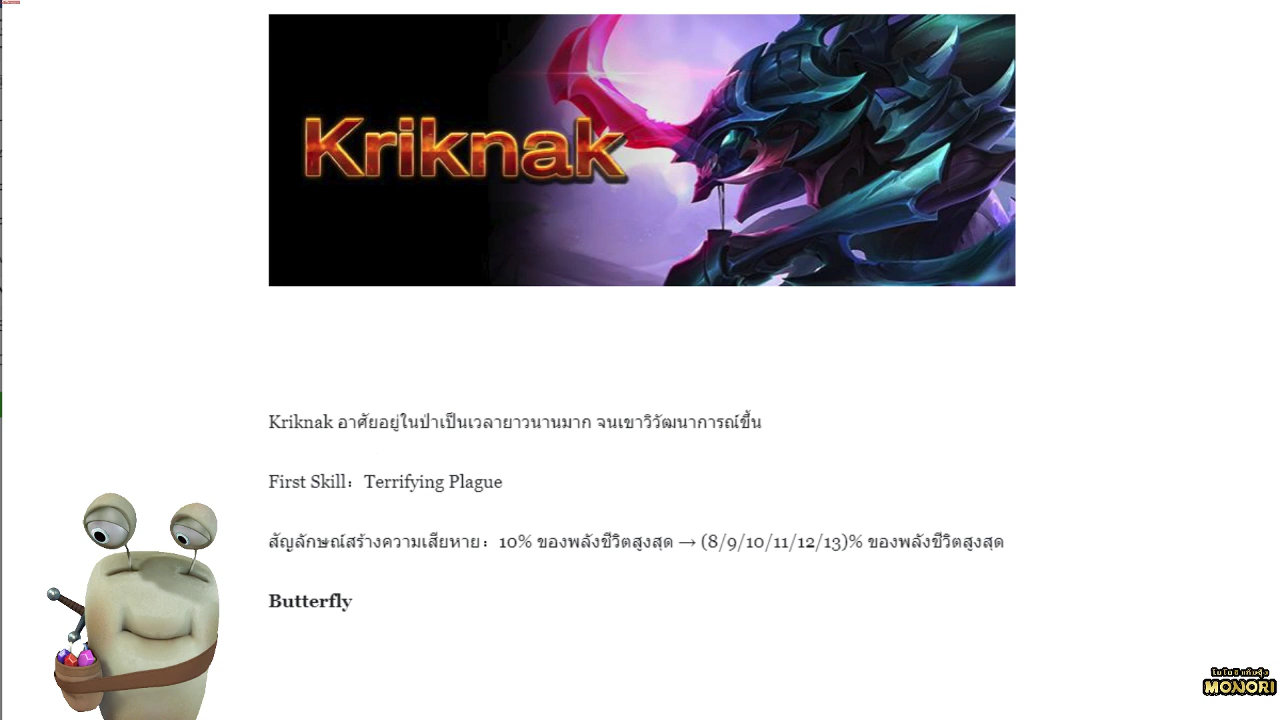 Kriknak
Kriknak อาศัยอยู่ในป่าเป็นเวลายาวนานมาก จนเขาวิวัฒนาการณ์ขึ้น
First Skill： Terrifying Plague
สัญลักษณ์สร้างความเสียหาย： 10% ของพลังชีวิตสูงสุด → (8/9/10/11/12/13)% ของพลังชีวิตสูงสุด
Butterfly
MONORI